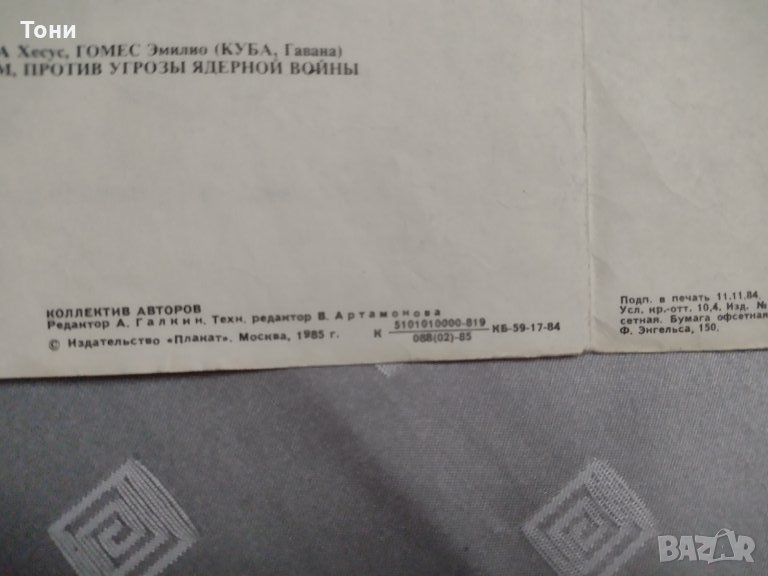 Тони
А Хесус, ГОМЕС Эмилио (КУБА, Гавана)
М, ПРОТИВ УГРОЗЫ ЯДЕРНОЙ ВОЙНЫ
КОЛЛЕКТИВ АВТОРОВ
Редактор А. Галкин. Техн. редактор В. Артамонова
© Издательство «Плакат». Москва, 1985 г.
К 5101010000-819 КБ-59-17-84
088(02)-85
Подп. в печать 11.11.84.
Усл. кр.-отт. 10,4. Изд. №
сетная. Бумага офсетная
Ф. Энгельса, 150.
BAZAR